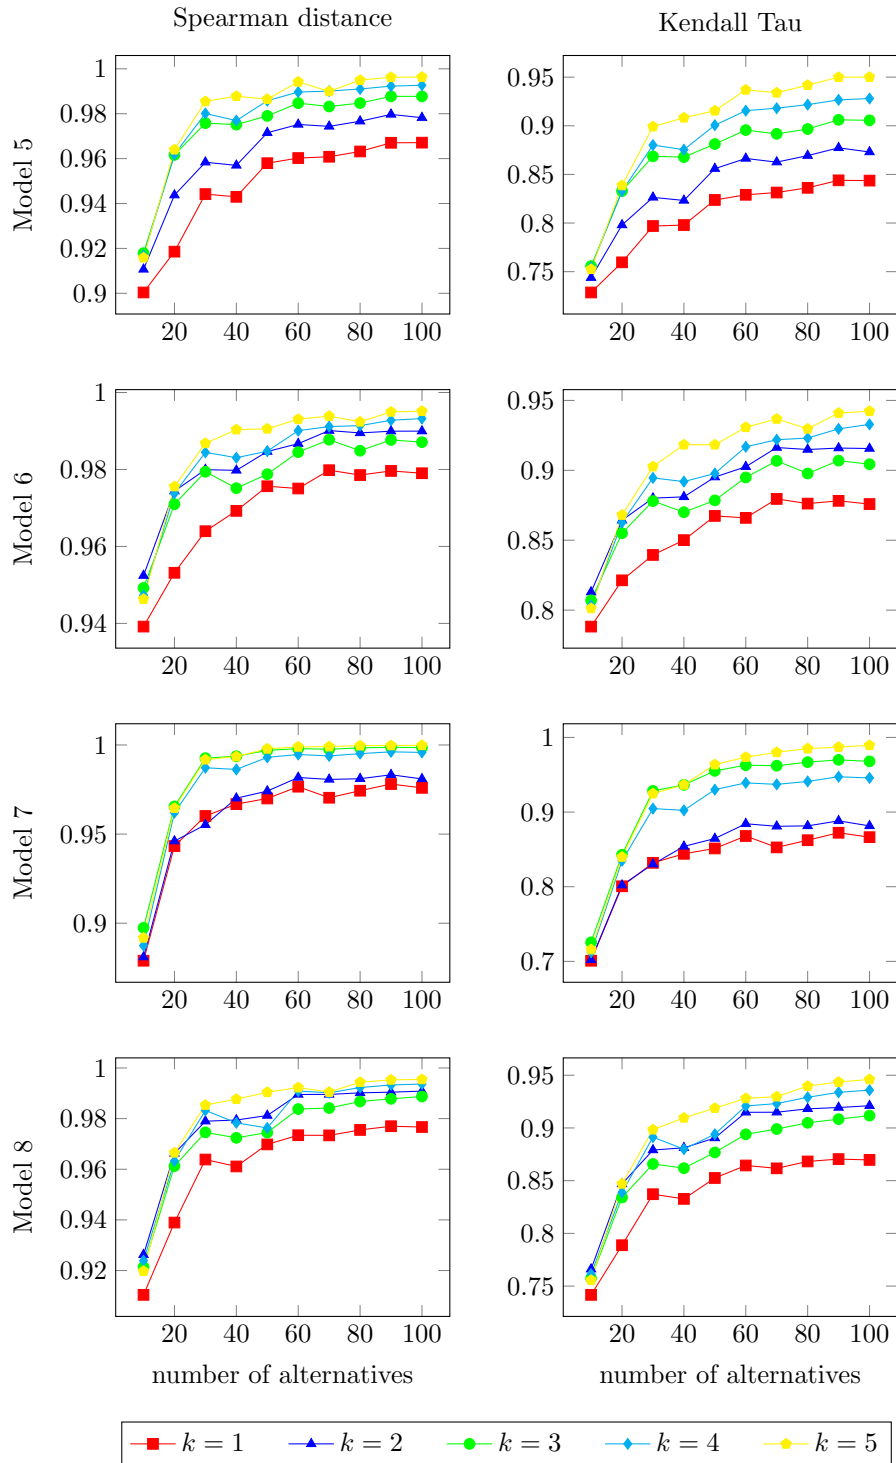 Spearman distance
Kendall Tau
Model 5
1
0.98
0.96
0.94
0.92
0.9
20 40 60 80 100
0.95
0.9
0.85
0.8
0.75
20 40 60 80 100
Model 6
1
0.98
0.96
0.94
20 40 60 80 100
0.95
0.9
0.85
0.8
20 40 60 80 100
Model 7
1
0.95
0.9
20 40 60 80 100
1
0.9
0.8
0.7
20 40 60 80 100
Model 8
1
0.98
0.96
0.94
0.92
20 40 60 80 100
number of alternatives
0.95
0.9
0.85
0.8
0.75
20 40 60 80 100
number of alternatives
k = 1 k = 2 k = 3 k = 4 k = 5